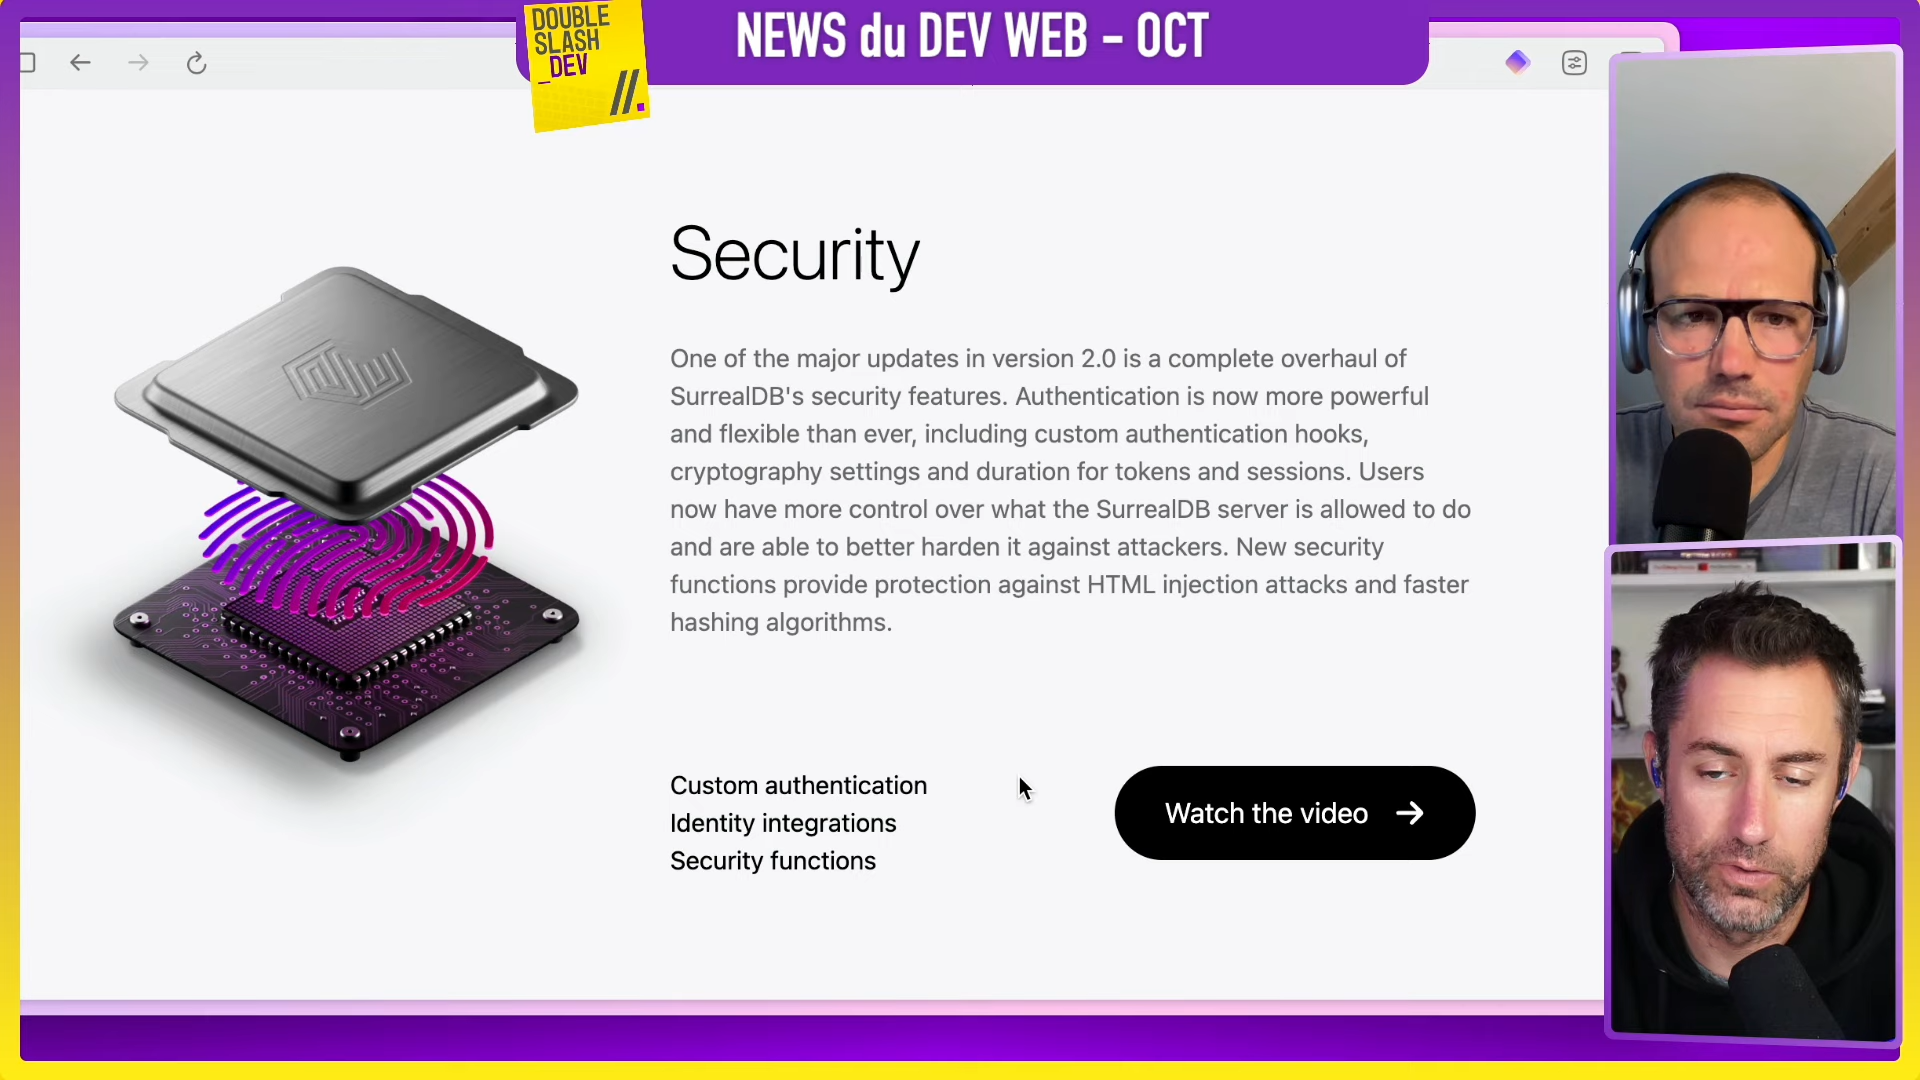 DOUBLE
SLASH
_DEV
//.
NEWS du DEV WEB - OCT
Security
One of the major updates in version 2.0 is a complete overhaul of
SurrealDB's security features. Authentication is now more powerful
and flexible than ever, including custom authentication hooks,
cryptography settings and duration for tokens and sessions. Users
now have more control over what the SurrealDB server is allowed to do
and are able to better harden it against attackers. New security
functions provide protection against HTML injection attacks and faster
hashing algorithms.
Custom authentication
Identity integrations
Security functions
Watch the video →